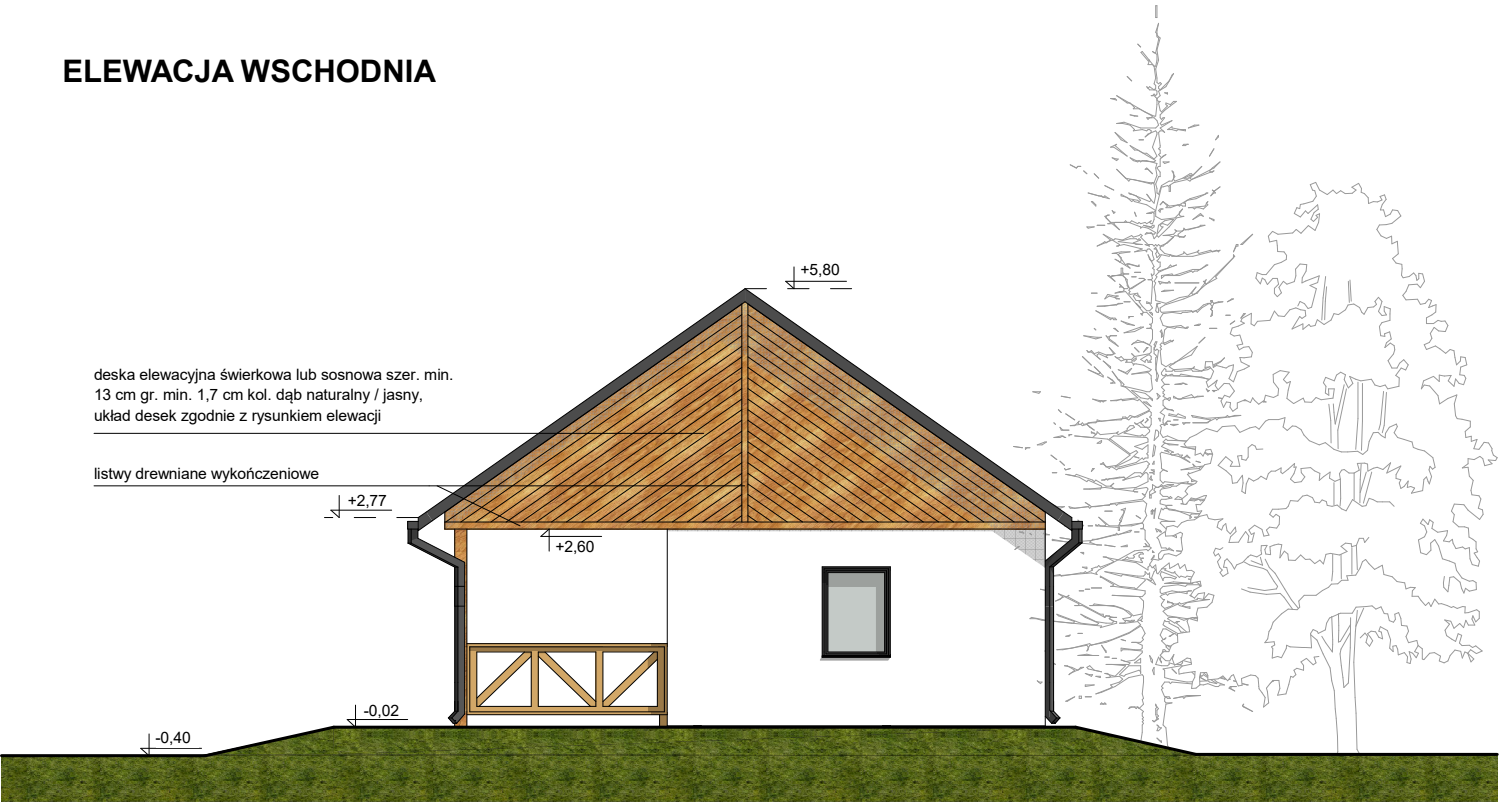 ELEWACJA WSCHODNIA
+5,80
deska elewacyjna świerkowa lub sosnowa szer. min.
13 cm gr. min. 1,7 cm kol. dąb naturalny / jasny,
układ desek zgodnie z rysunkiem elewacji
listwy drewniane wykończeniowe
+2,77
+2,60
-0,02
-0,40